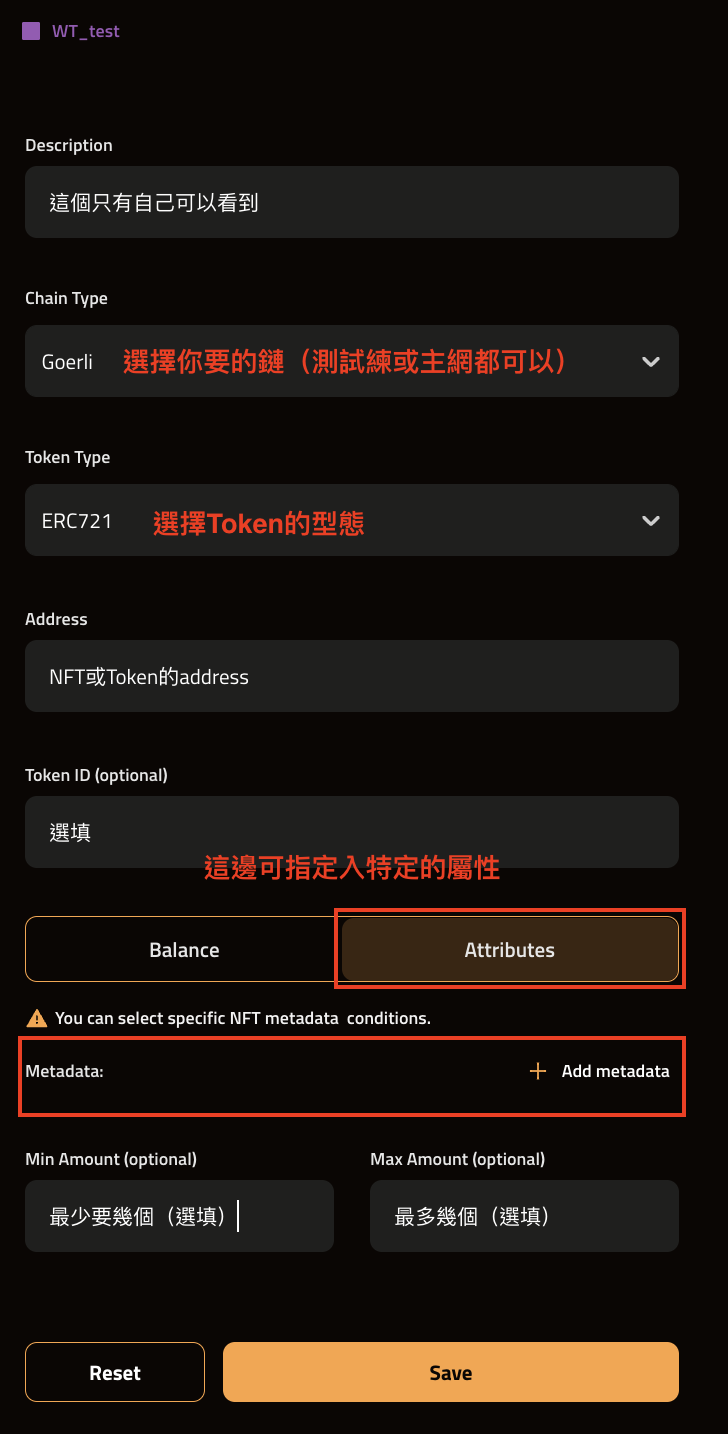 WT_test
Description
這個只有自己可以看到
Chain Type
Goerli 選擇你要的鏈（測試練或主網都可以）
Token Type
ERC721 選擇Token的型態
Address
NFT或Token的address
Token ID (optional)
選填
這邊可指定入特定的屬性
Balance Attributes
You can select specific NFT metadata conditions.
Metadata: Add metadata
Min Amount (optional) Max Amount (optional)
最少要幾個（選填） 最多幾個（選填）
Reset Save